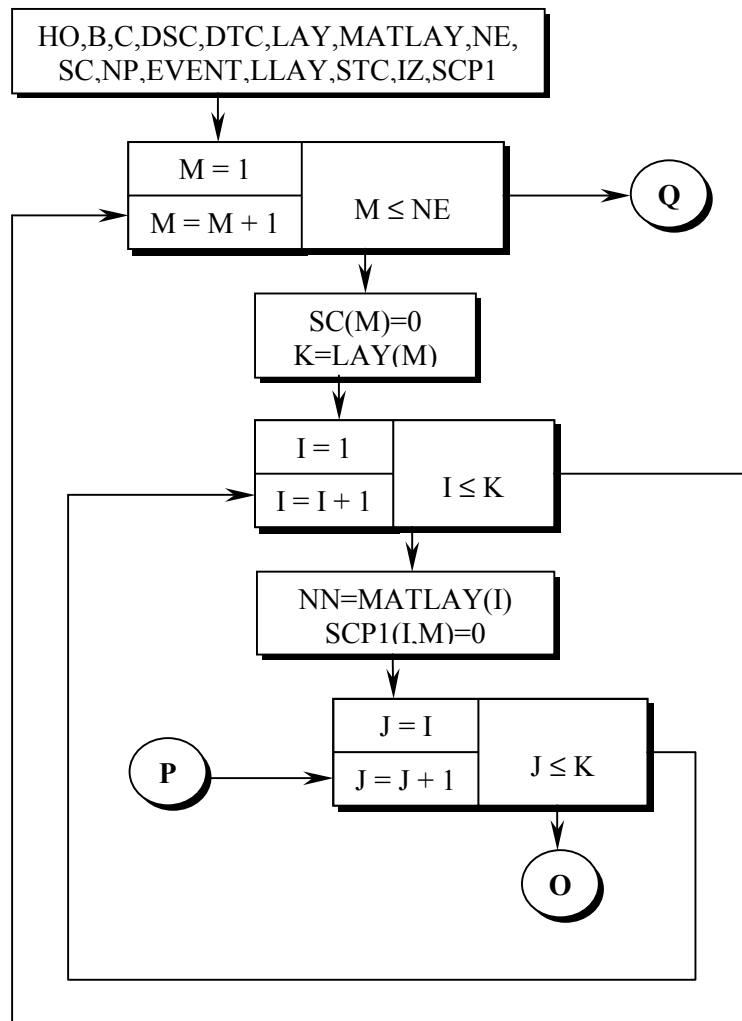 HO,B,C,DSC,DTC,LAY,MATLAY,NE,
SC,NP,EVENT,LLAY,STC,IZ,SCP1
M = 1
M = M + 1
M ≤ NE
Q
SC(M)=0
K=LAY(M)
I = 1
I = I + 1
I ≤ K
NN=MATLAY(I)
SCP1(I,M)=0
J = I
J = J + 1
J ≤ K
P
O